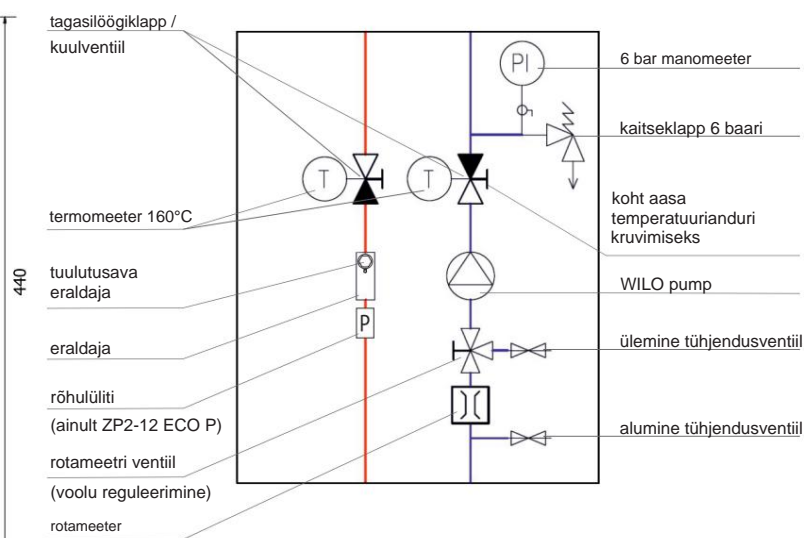 tagasilöögiklapp /
kuulventiil
termomeeter 160°C
tuulutusava
eraldaja
eraldaja
rõhulüliti
(ainult ZP2-12 ECO P)
rotameetri ventiil
(voolu reguleerimine)
rotameeter
440
PI
T
T
P
6 bar manomeeter
kaitseklapp 6 baari
koht aasa
temperatuurianduri
kruvimiseks
WILO pump
ülemine tühjendusventiil
alumine tühjendusventiil